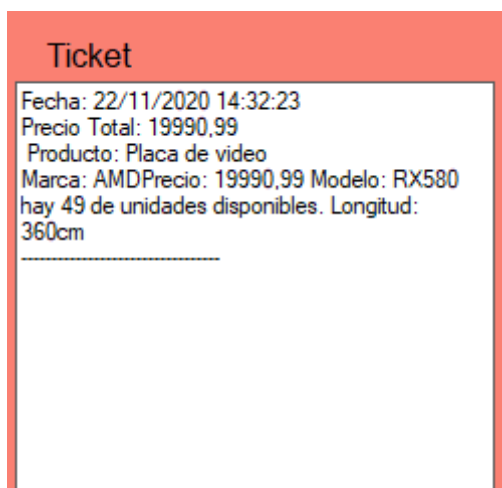 Ticket
Fecha: 22/11/2020 14:32:23
Precio Total: 19990,99
Producto: Placa de video
Marca: AMDPrecio: 19990,99 Modelo: RX580
hay 49 de unidades disponibles. Longitud:
360cm
---------------------------------